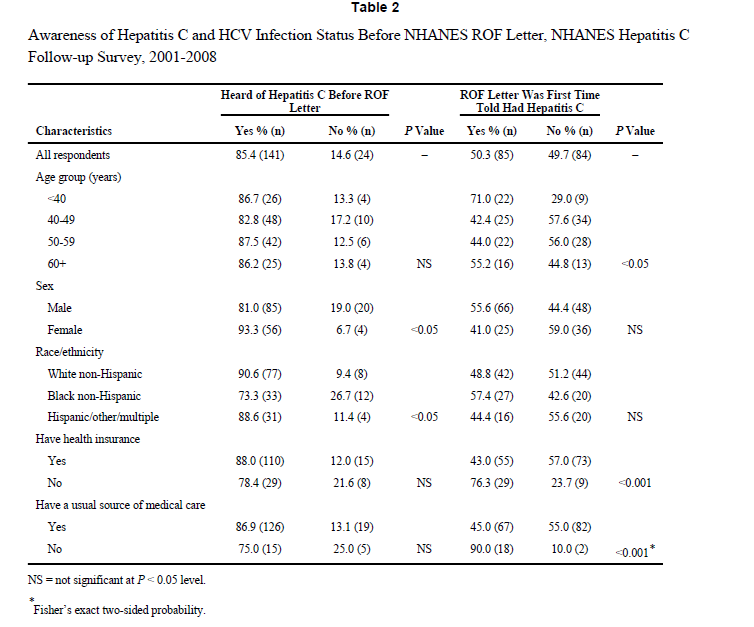 Table 2
Awareness of Hepatitis C and HCV Infection Status Before NHANES ROF Letter, NHANES Hepatitis C
Follow-up Survey, 2001-2008
Heard of Hepatitis C Before ROF Letter ROF Letter Was First Time Told Had Hepatitis C
Characteristics Yes % (n) No % (n) P Value Yes % (n) No % (n) P Value
All respondents 85.4 (141) 14.6 (24) – 50.3 (85) 49.7 (84) –
Age group (years)
<40 86.7 (26) 13.3 (4) 71.0 (22) 29.0 (9)
40-49 82.8 (48) 17.2 (10) 42.4 (25) 57.6 (34)
50-59 87.5 (42) 12.5 (6) 44.0 (22) 56.0 (28)
60+ 86.2 (25) 13.8 (4) NS 55.2 (16) 44.8 (13) <0.05
Sex
Male 81.0 (85) 19.0 (20) 55.6 (66) 44.4 (48)
Female 93.3 (56) 6.7 (4) <0.05 41.0 (25) 59.0 (36) NS
Race/ethnicity
White non-Hispanic 90.6 (77) 9.4 (8) 48.8 (42) 51.2 (44)
Black non-Hispanic 73.3 (33) 26.7 (12) 57.4 (27) 42.6 (20)
Hispanic/other/multiple 88.6 (31) 11.4 (4) <0.05 44.4 (16) 55.6 (20) NS
Have health insurance
Yes 88.0 (110) 12.0 (15) 43.0 (55) 57.0 (73)
No 78.4 (29) 21.6 (8) NS 76.3 (29) 23.7 (9) <0.001
Have a usual source of medical care
Yes 86.9 (126) 13.1 (19) 45.0 (67) 55.0 (82)
No 75.0 (15) 25.0 (5) NS 90.0 (18) 10.0 (2) <0.001*
NS = not significant at P < 0.05 level.
*Fisher's exact two-sided probability.